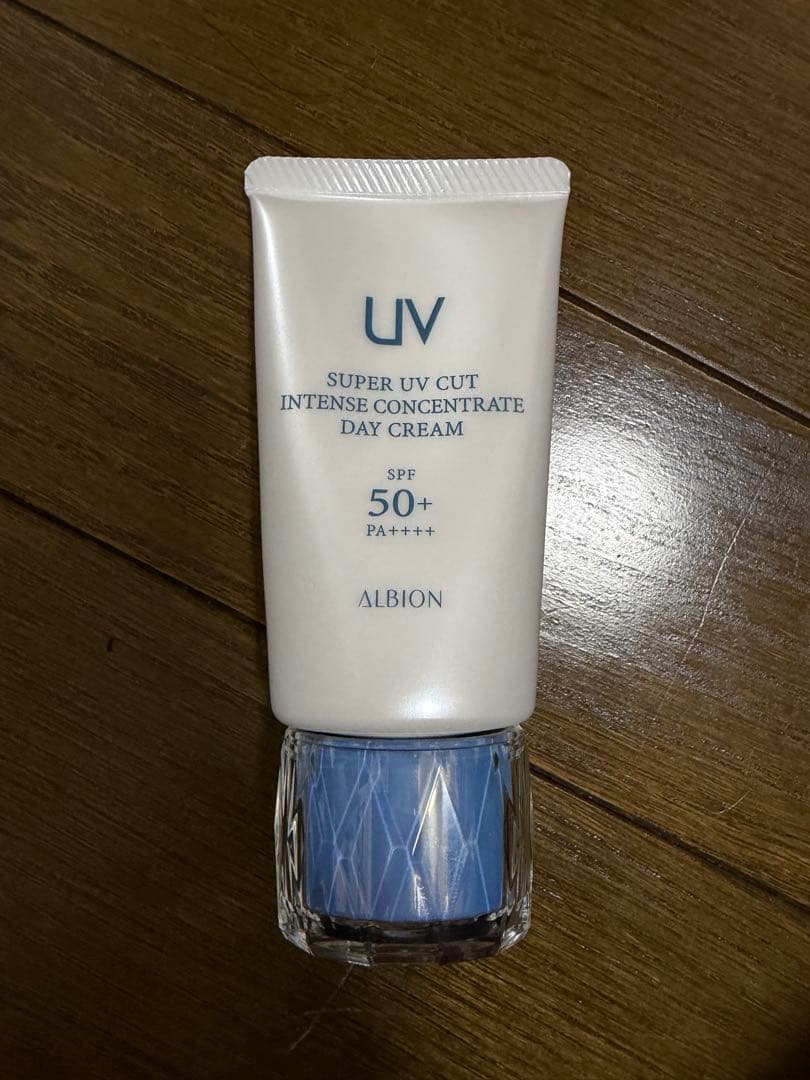 UV
SUPER UV CUT
INTENSE CONCENTRATE
DAY CREAM
SPF
50+
PA++++
ALBION